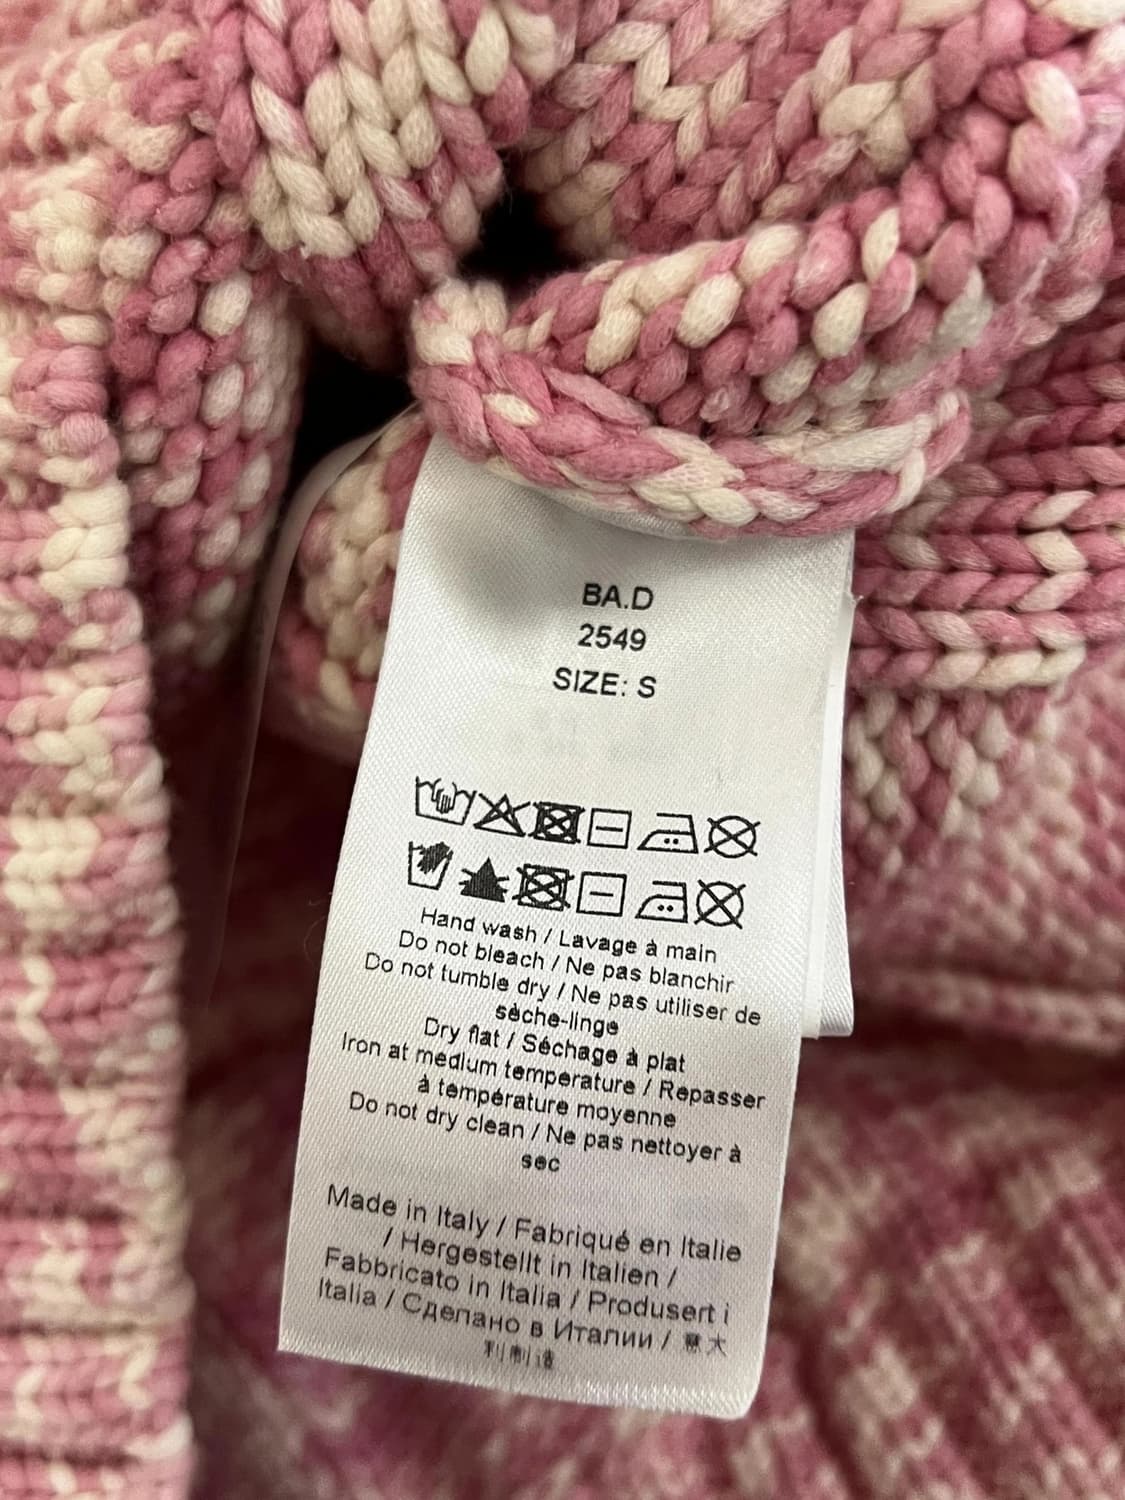 BA.D
2549
SIZE: S
Hand wash / Lavage à main
Do not bleach / Ne pas blanchir
Do not tumble dry / Ne pas utiliser de
sèche-linge
Dry flat / Séchage à plat
Iron at medium temperature / Repasser
à température moyenne
Do not dry clean / Ne pas nettoyer à
sec
Made in Italy / Fabriqué en Italie
/ Hergestellt in Italien /
Fabbricato in Italia / Produsert i
Italia / Сделано в Италии / 意大
利制造